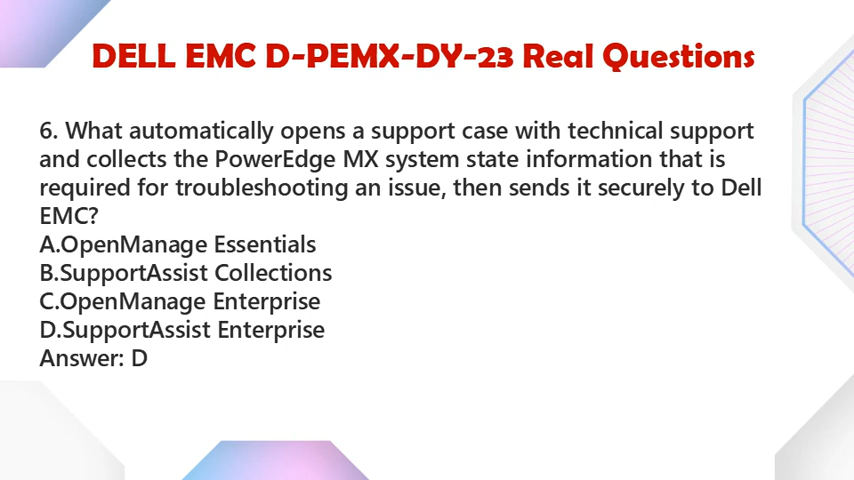 DELL EMC D-PEMX-DY-23 Real Questions
6. What automatically opens a support case with technical support
and collects the PowerEdge MX system state information that is
required for troubleshooting an issue, then sends it securely to Dell
EMC?
A.OpenManage Essentials
B.SupportAssist Collections
C.OpenManage Enterprise
D.SupportAssist Enterprise
Answer: D